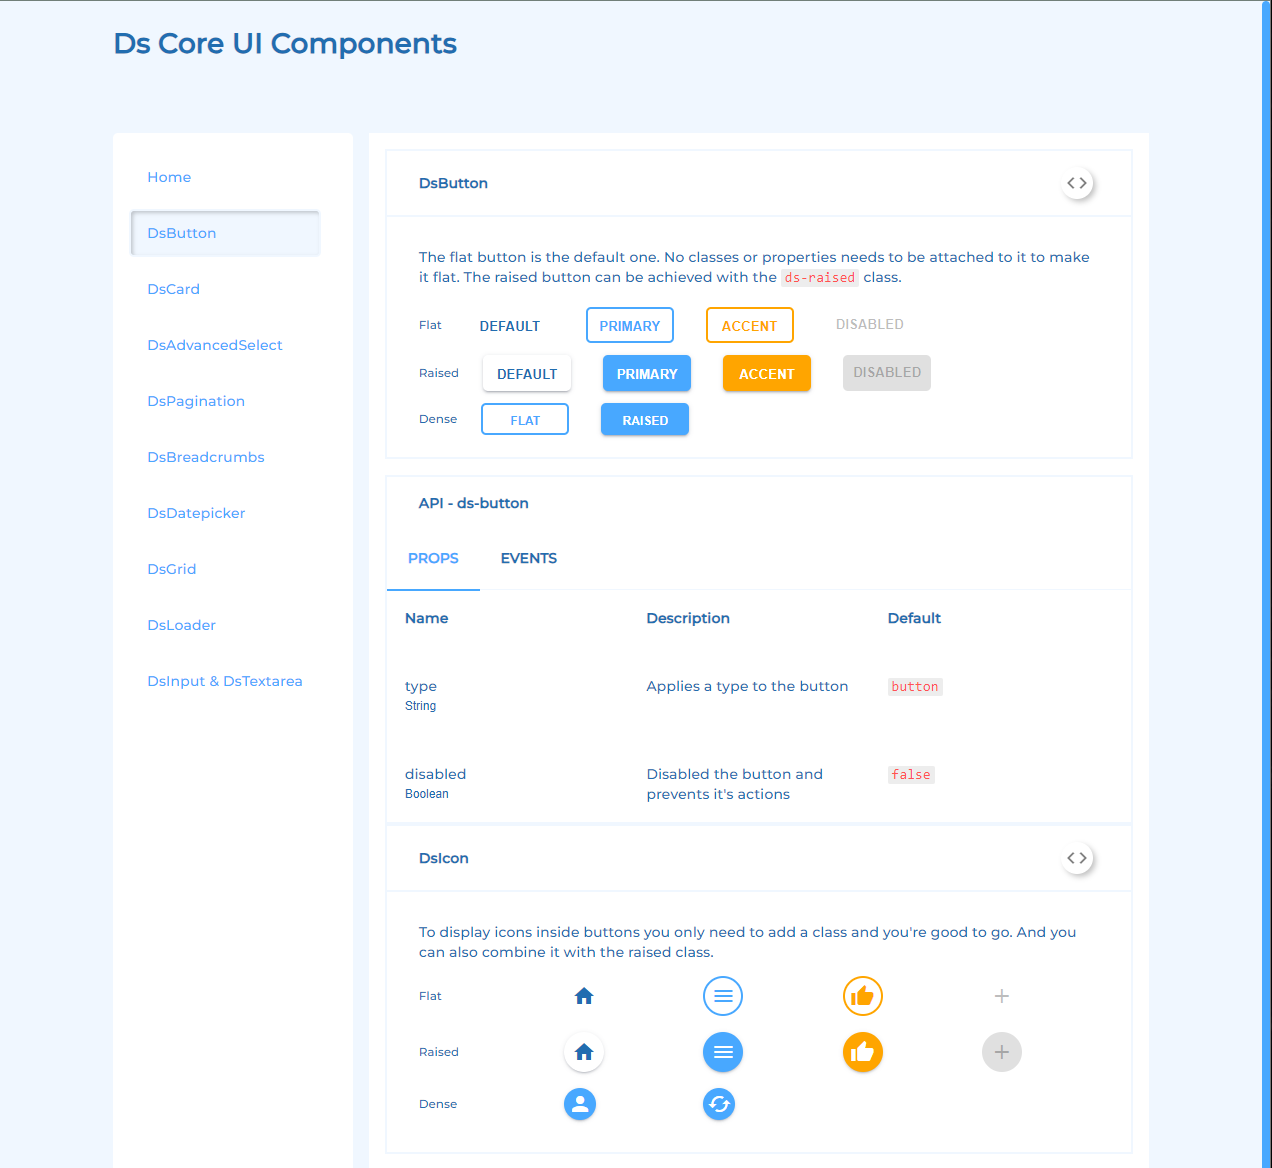 Ds Core UI Components
Home
DsButton
DsCard
DsAdvancedSelect
DsPagination
DsBreadcrumbs
DsDatepicker
DsGrid
DsLoader
DsInput & DsTextarea
DsButton
The flat button is the default one. No classes or properties needs to be attached to it to make
it flat. The raised button can be achieved with the ds-raised class.
Flat DEFAULT PRIMARY ACCENT DISABLED
Raised DEFAULT PRIMARY ACCENT DISABLED
Dense FLAT RAISED
API - ds-button
PROPS EVENTS
Name Description Default
type Applies a type to the button button
String
disabled Disabled the button and false
Boolean prevents it's actions
DsIcon
To display icons inside buttons you only need to add a class and you're good to go. And you
can also combine it with the raised class.
Flat
Raised
Dense